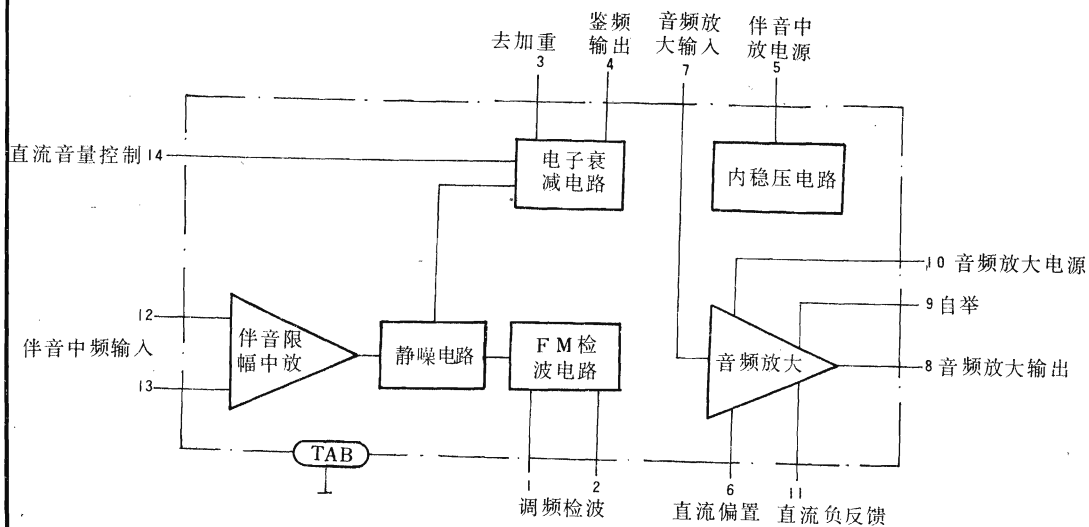 去加重
3
鉴频
输出
4
音频放
大输入
7
伴音中
放电源
5
直流音量控制 14
电子衰
减电路
内稳压电路
10 音频放大电源
9 自举
8 音频放大输出
12
伴音中频输入
13
伴音限
幅中放
静噪电路
FM检
波电路
音频放大
TAB
1
2
调频检波
6
直流偏置
11
直流负反馈